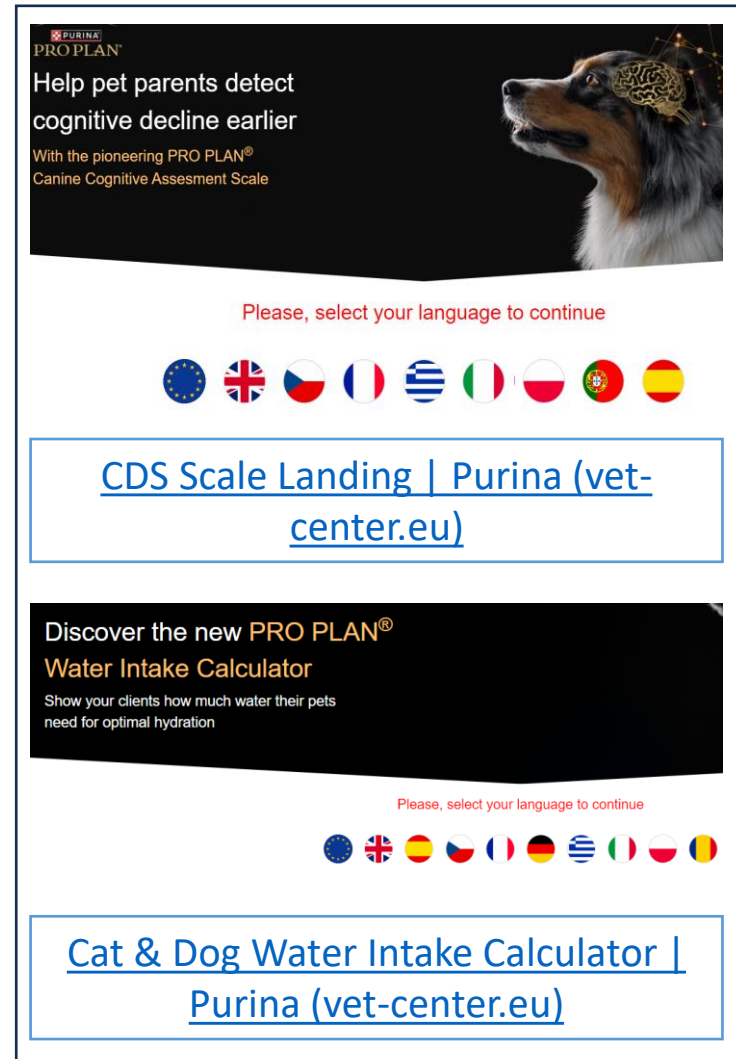 PURINA
PRO PLAN®
Help pet parents detect
cognitive decline earlier
With the pioneering PRO PLAN®
Canine Cognitive Assesment Scale
Please, select your language to continue
CDS Scale Landing | Purina (vet-
center.eu)
Discover the new PRO PLAN®
Water Intake Calculator
Show your clients how much water their pets
need for optimal hydration
Please, select your language to continue
Cat & Dog Water Intake Calculator |
Purina (vet-center.eu)